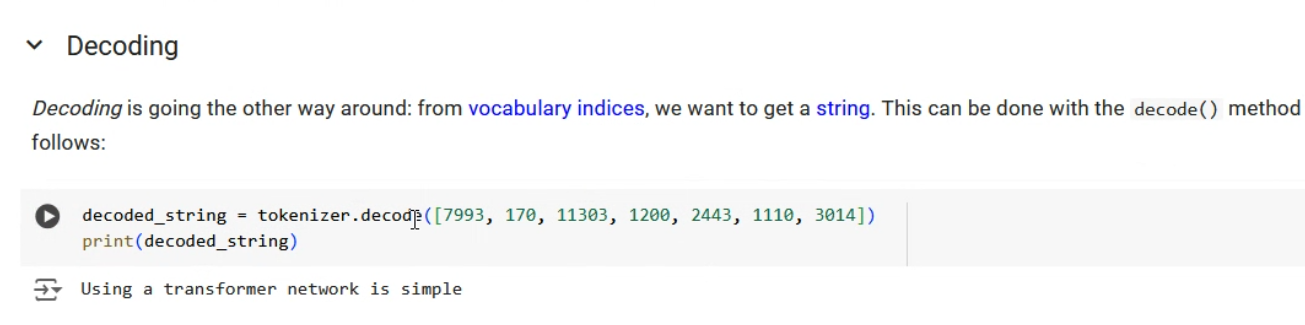 Decoding
Decoding is going the other way around: from vocabulary indices, we want to get a string. This can be done with the decode() method
follows:
decoded_string = tokenizer.decode([7993, 170, 11303, 1200, 2443, 1110, 3014])
print(decoded_string)
Using a transformer network is simple